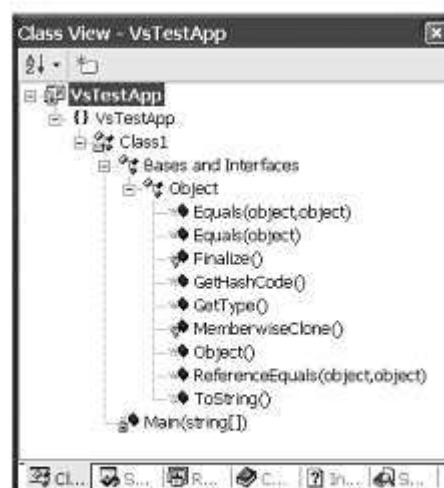 Class View - VsTestApp
VsTestApp
{} VsTestApp
Class1
Bases and Interfaces
Object
Equals(object,object)
Equals(object)
Finalize()
GetHashCode()
GetType()
MemberwiseClone()
Object()
ReferenceEquals(object,object)
ToString()
Main(string[])
Cl... S... R... C... In... S...